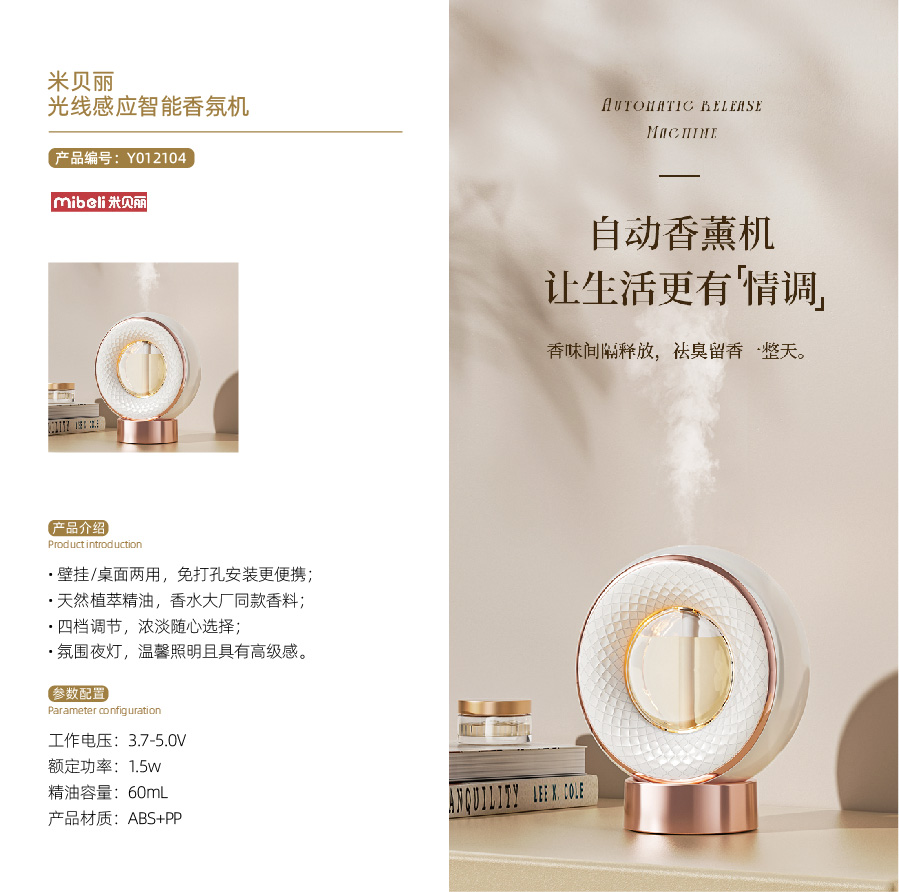 米贝丽
光线感应智能香氛机
产品编号：Y012104
mibeli 米贝丽
ANQUILITY LEE K. COLE
产品介绍
Product introduction
• 壁挂/桌面两用，免打孔安装更便携；
• 天然植萃精油，香水大厂同款香料；
• 四档调节，浓淡随心选择；
• 氛围夜灯，温馨照明且具有高级感。
参数配置
Parameter configuration
工作电压：3.7-5.0V
额定功率：1.5w
精油容量：60mL
产品材质：ABS+PP
AUTOMATIC RELEASE
MACHINE
自动香薰机
让生活更有「情调」
香味间隔释放，祛臭留香一整天。
ANQUILITY LEE K. COLE